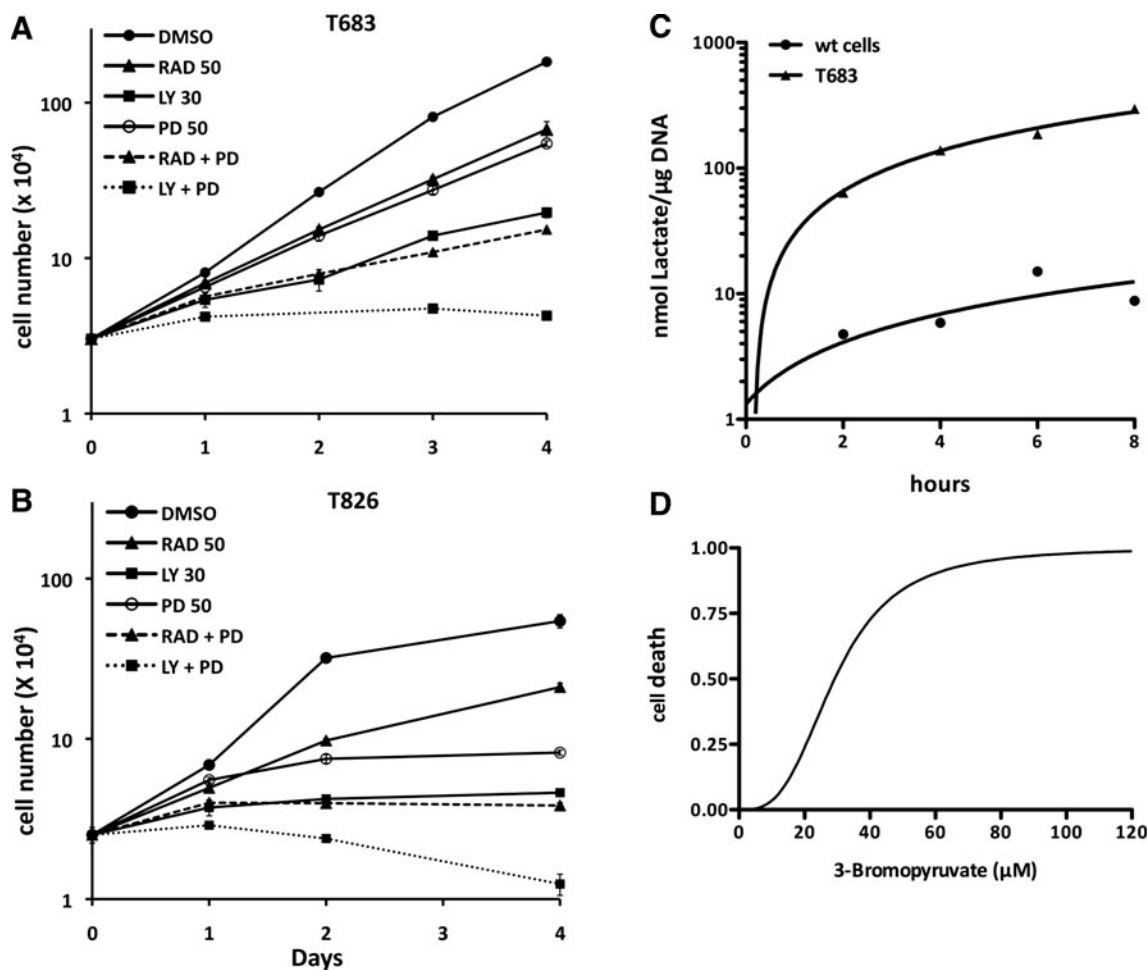 A
T683
DMSO
RAD 50
LY 30
PD 50
RAD + PD
LY + PD
cell number (x 10⁴)
100
10
1
0 1 2 3 4
B
T826
DMSO
RAD 50
LY 30
PD 50
RAD + PD
LY + PD
cell number (X 10⁴)
100
10
1
0 1 2 3 4
Days
C
wt cells
T683
nmol Lactate/µg DNA
1000
100
10
1
0 2 4 6 8
hours
D
cell death
1.00
0.75
0.50
0.25
0.00
0 20 40 60 80 100 120
3-Bromopyruvate (µM)